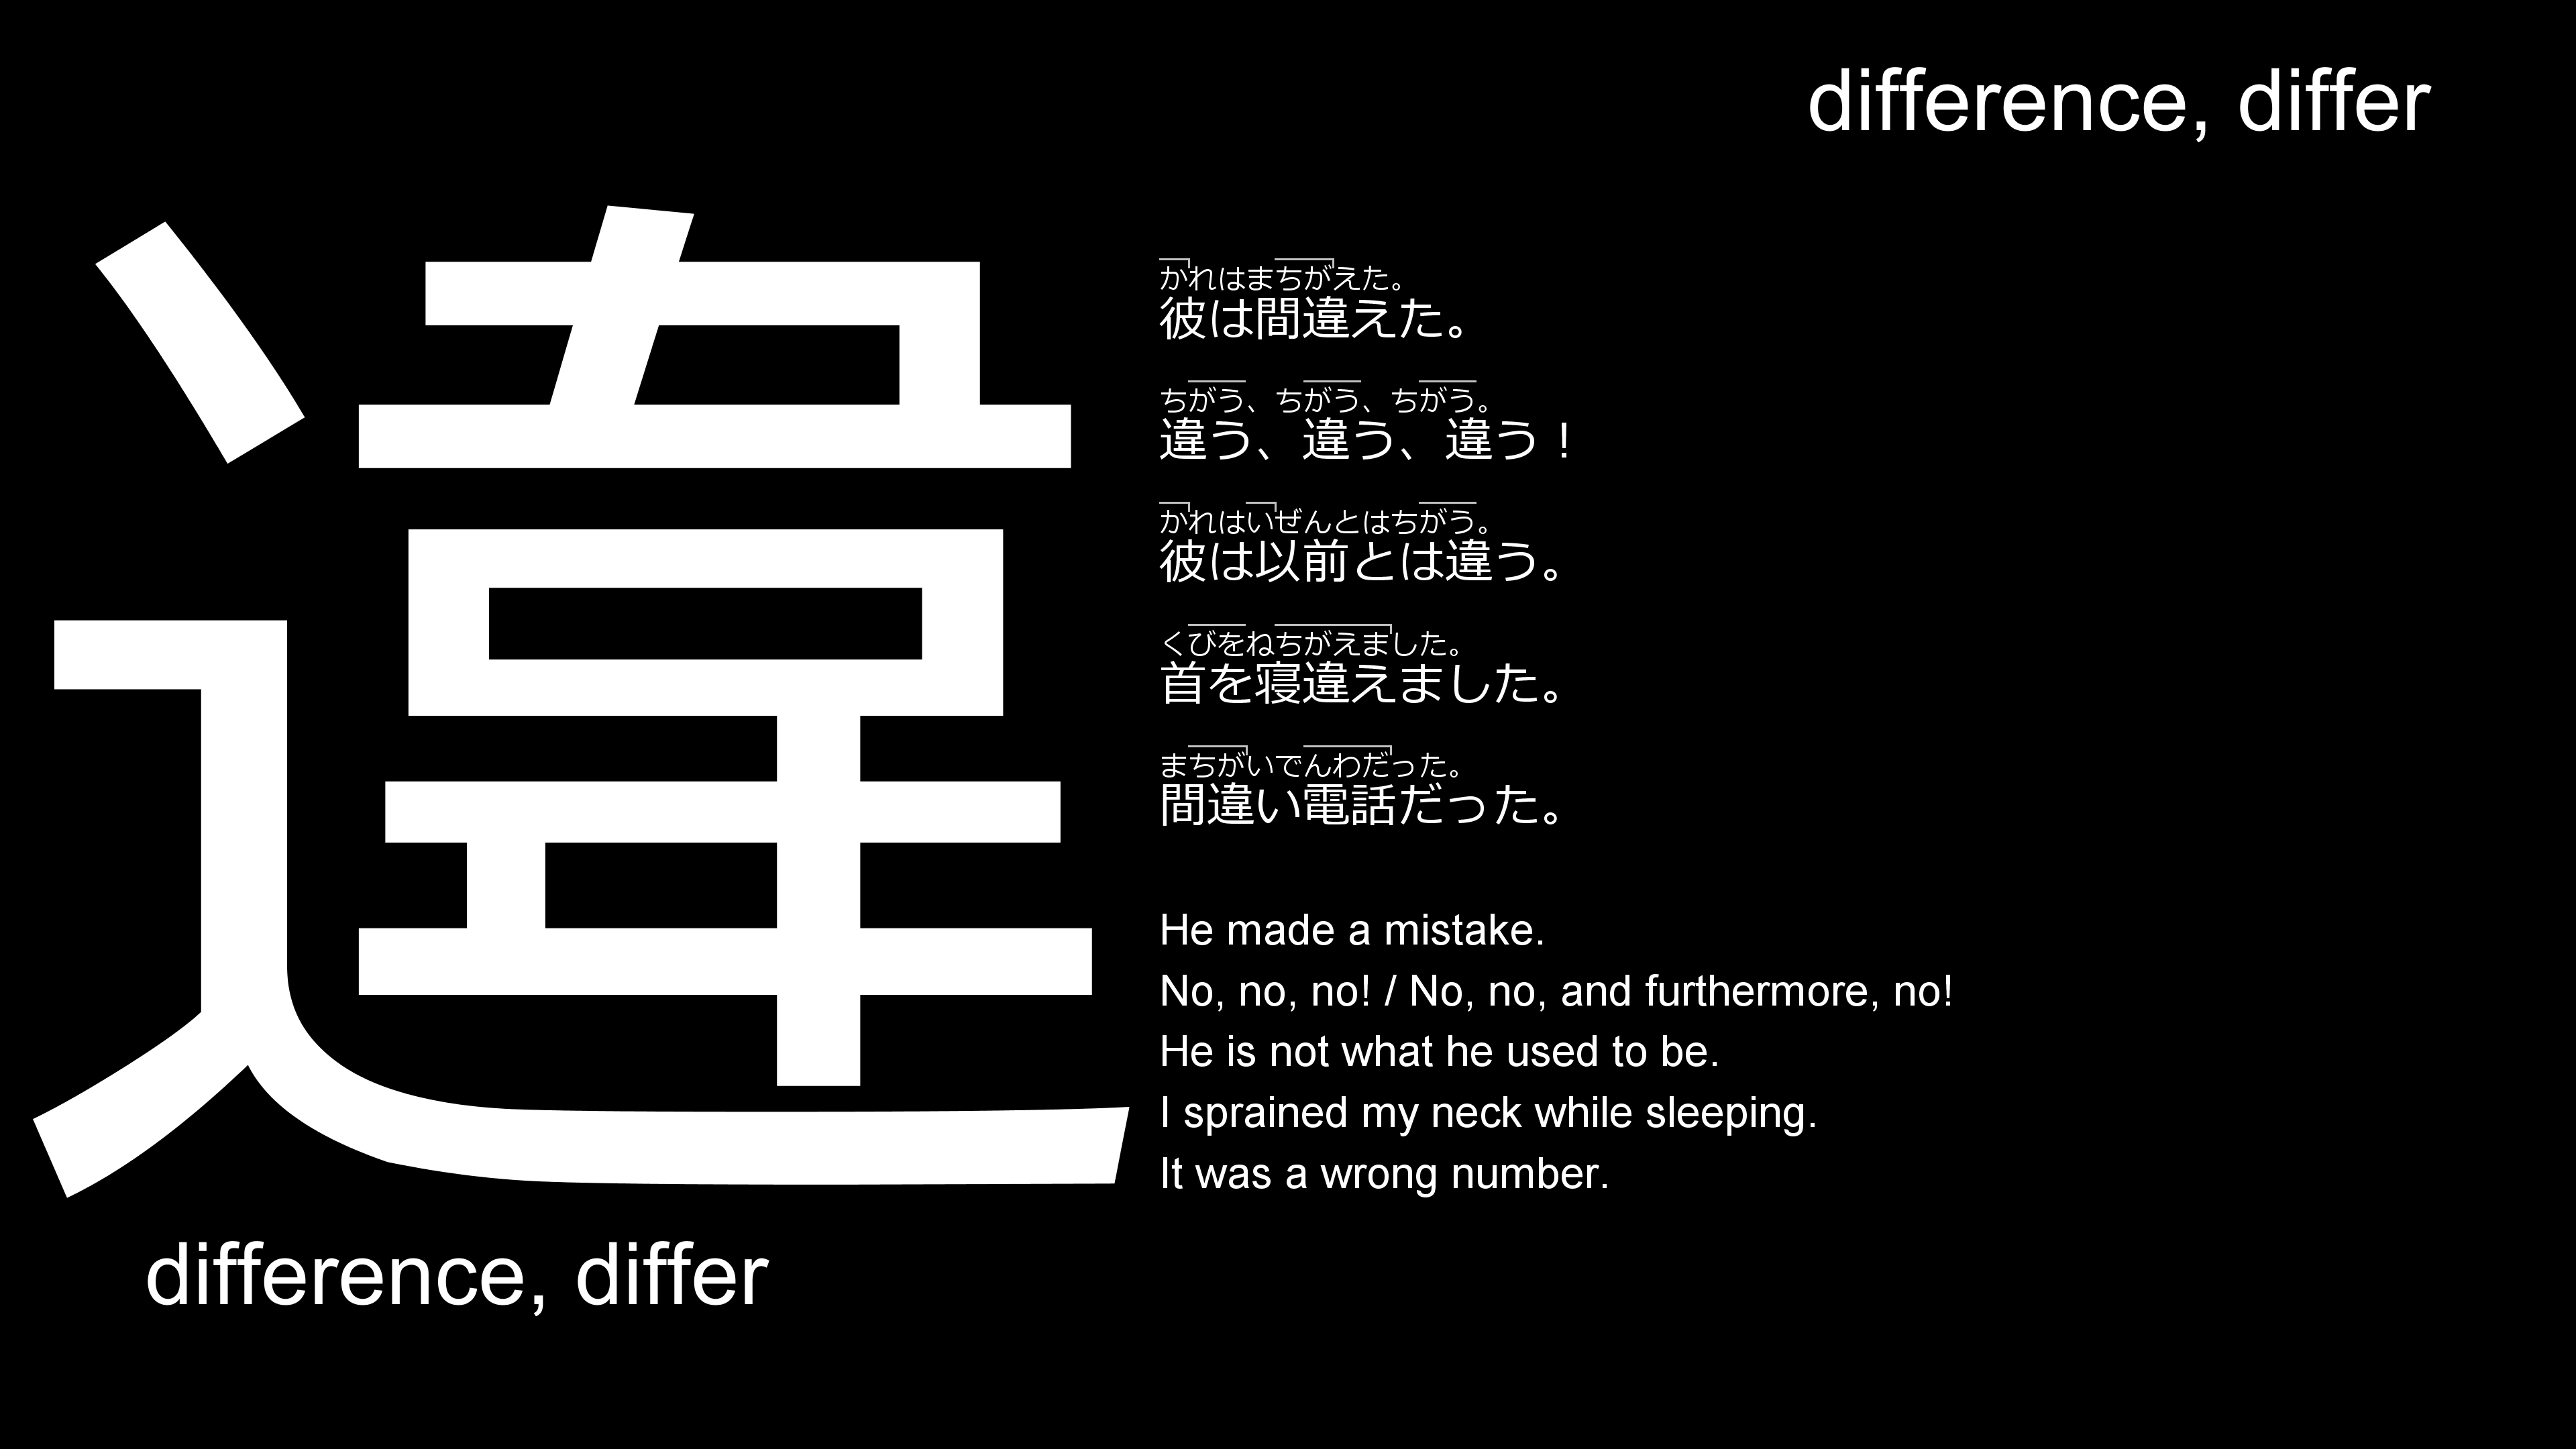 difference, differ
違
かれはまちがえた。
彼は間違えた。
ちがう、ちがう、ちがう。
違う、違う、違う！
かれはいぜんとはちがう。
彼は以前とは違う。
くびをねちがえました。
首を寝違えました。
まちがいでんわだった。
間違い電話だった。
He made a mistake.
No, no, no! / No, no, and furthermore, no!
He is not what he used to be.
I sprained my neck while sleeping.
It was a wrong number.
difference, differ